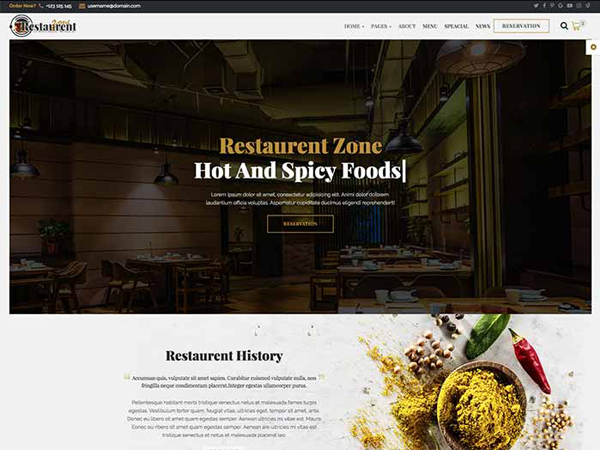 Order Now? +123 125 145 username@domain.com
Restaurent
HOME PAGES ABOUT MENU SPEACIAL NEWS RESERVATION
Restaurent Zone
Hot And Spicy Foods
Lorem ipsum dolor sit amet, consectetur adipisicing elit. Animi dolorem
laudantium officia voluptas. Aspernatur cupiditate ducimus eligendi reprehenderit!
RESERVATION
Restaurent History
Accumsan quis, vulputate sit amet sapien. Curabitur euismod vulputate nulla, non
fringilla neque condimentum placerat,Integer egestas ullamcorper purus.
Pellentesque habitant morbi tristique senectus netus et malesuada fames turpis
egestas. Vestibulum tortor quam, feugiat vitae, ultricies eget, tempor sit amet, ante.
Donec eu libero sit amet quam egestas semper. Aenean ultricies mi vitae est. Mauris
Donec eu libero sit amet quam egestas semper. Aenean ultricies mi vitae est.
senectus et netus et malesuada placerat leo